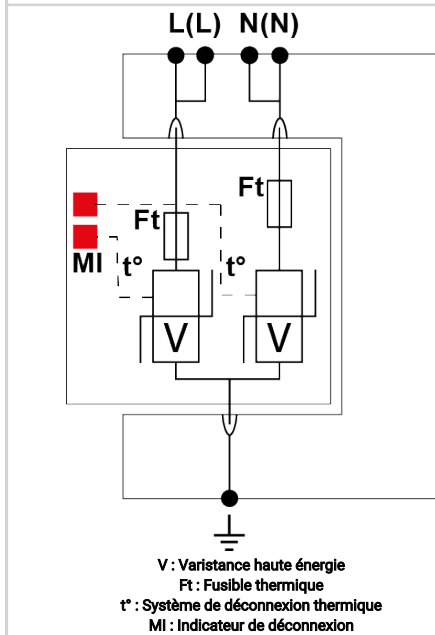 L(L) N(N)
Ft
Ft
MI
t°
t°
V
V
V : Varistance haute énergie
Ft : Fusible thermique
t° : Système de déconnexion thermique
MI : Indicateur de déconnexion